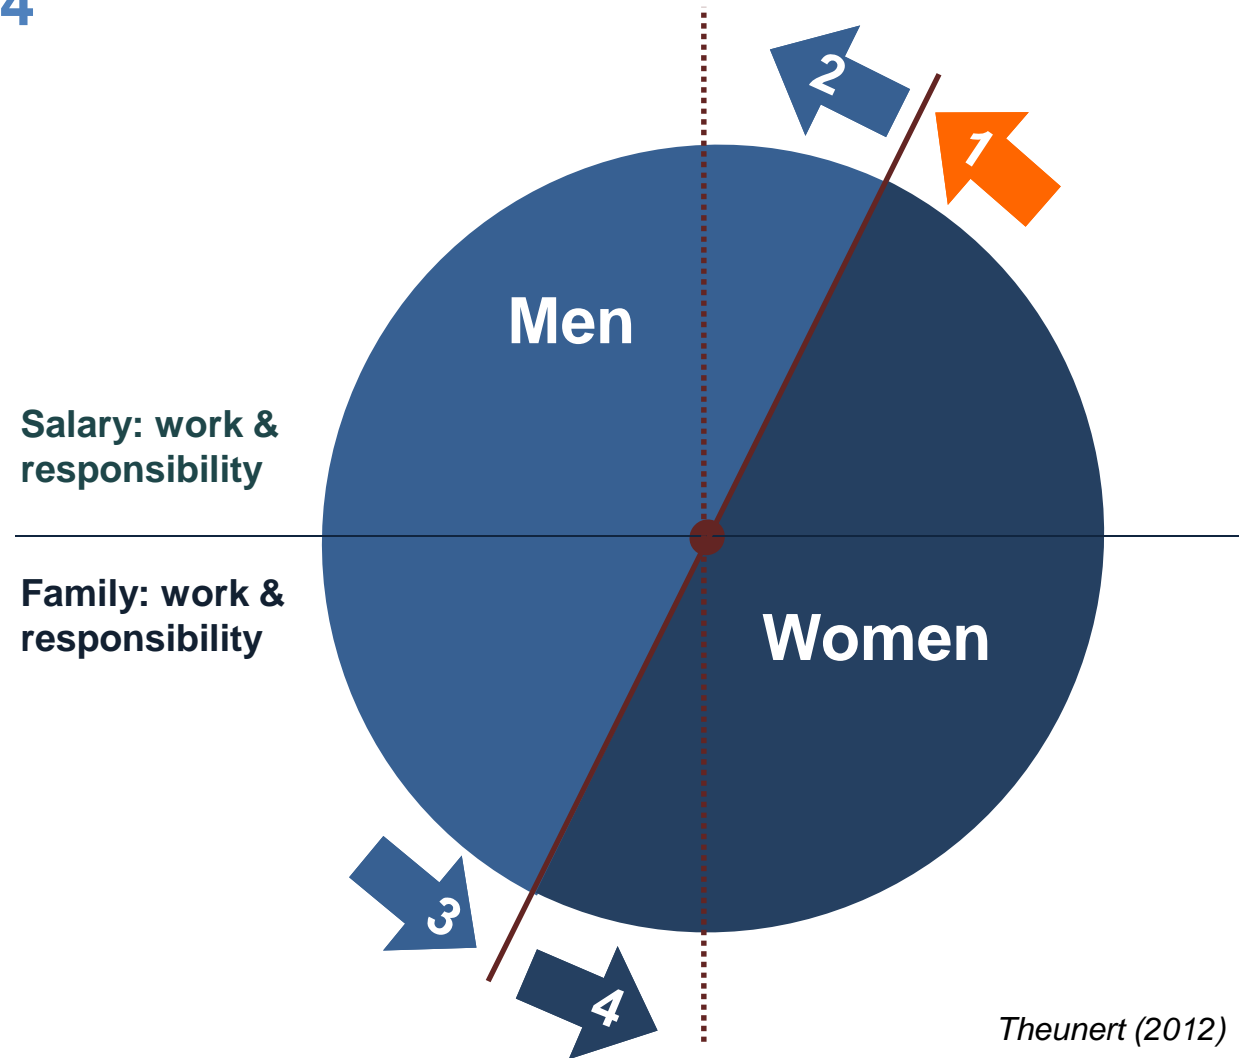 4
2
1
Men
Salary: work &
responsibility
Family: work &
responsibility
Women
3
4
Theunert (2012)